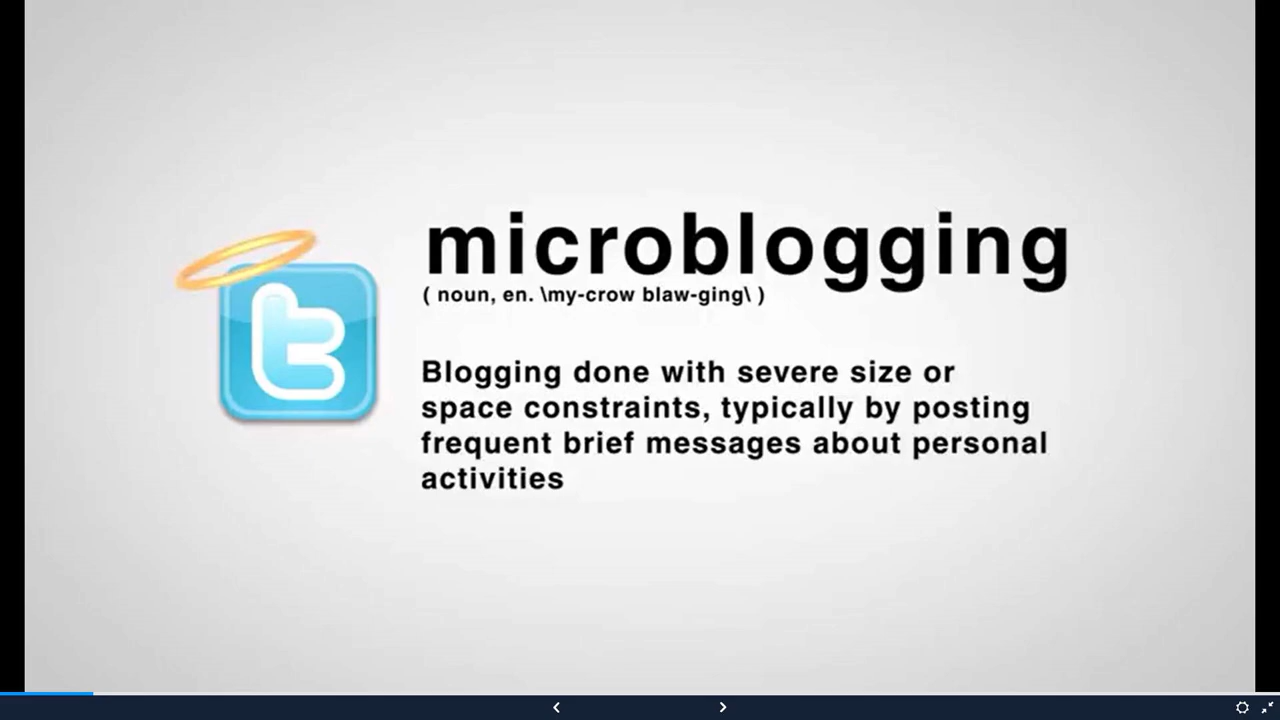 microblogging
( noun, en. \my-crow blaw-ging\ )
Blogging done with severe size or
space constraints, typically by posting
frequent brief messages about personal
activities
t